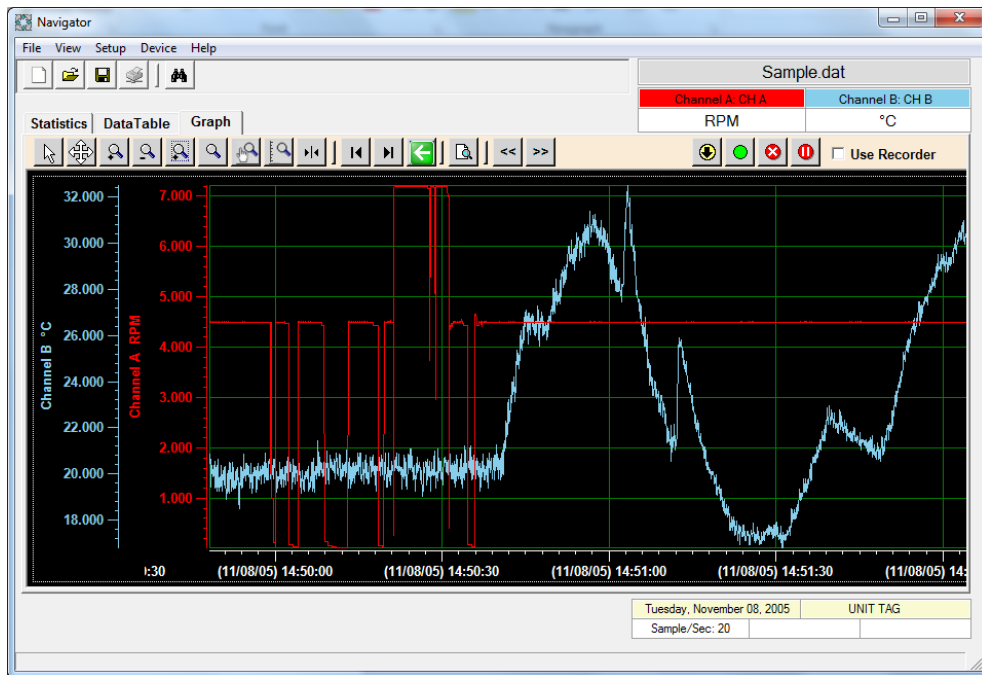 Navigator
File View Setup Device Help
Sample.dat
Channel A: CH A Channel B: CH B
RPM °C
Statistics DataTable Graph
<< >> Use Recorder
32.000 7.000
30.000 6.000
28.000 5.000
26.000 4.000
24.000 3.000
22.000 2.000
20.000 1.000
18.000
Channel B °C
Channel A RPM
:30 (11/08/05) 14:50:00 (11/08/05) 14:50:30 (11/08/05) 14:51:00 (11/08/05) 14:51:30 (11/08/05) 14:
Tuesday, November 08, 2005 UNIT TAG
Sample/Sec: 20